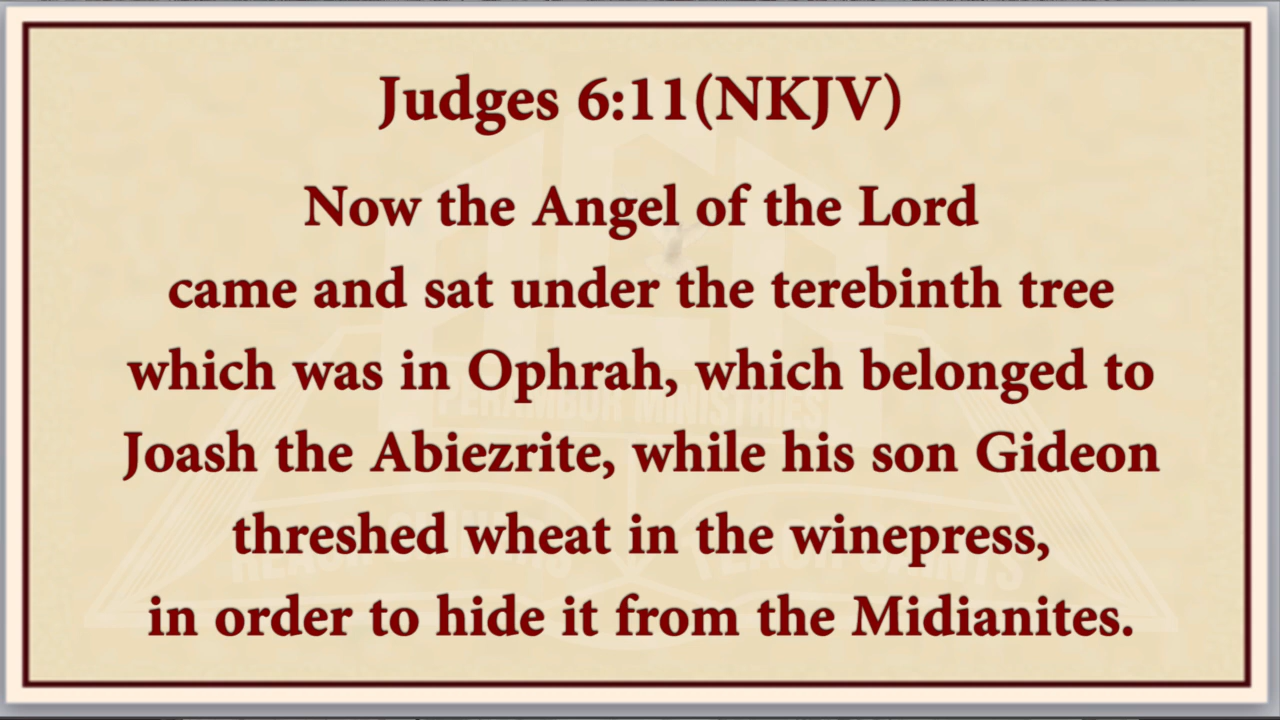 Judges 6:11(NKJV)
Now the Angel of the Lord
came and sat under the terebinth tree
which was in Ophrah, which belonged to
PERAMBUR MINISTRIES
Joash the Abiezrite, while his son Gideon
threshed wheat in the winepress,
in order to hide it from the Midianites.